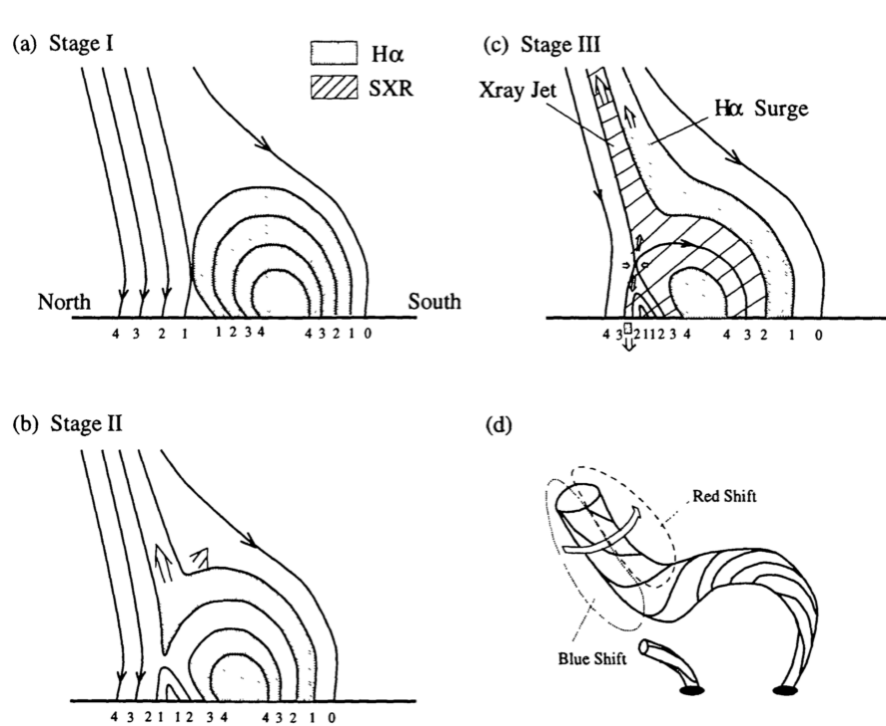 (a) Stage I
Hα
SXR
North
South
4 3 2 1 1 2 3 4 4 3 2 1 0
(b) Stage II
4 3 2 1 1 2 3 4 4 3 2 1 0
(c) Stage III
Xray Jet
Hα Surge
4 3 2 1 1 2 3 4 4 3 2 1 0
(d)
Red Shift
Blue Shift